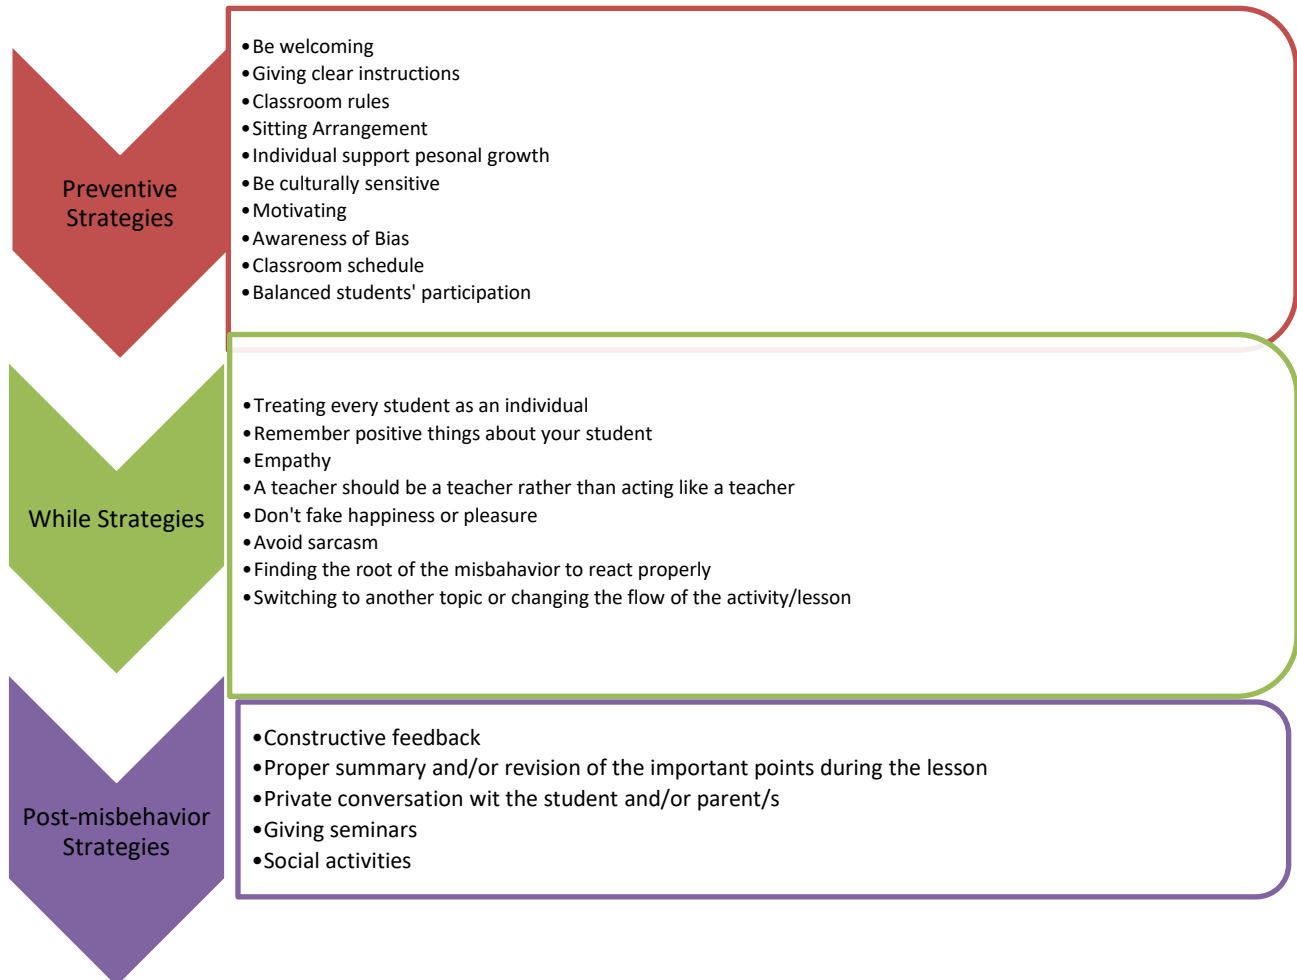 Preventive
Strategies
•Be welcoming
•Giving clear instructions
•Classroom rules
•Sitting Arrangement
•Individual support pesonal growth
•Be culturally sensitive
•Motivating
•Awareness of Bias
•Classroom schedule
•Balanced students' participation
While Strategies
•Treating every student as an individual
•Remember positive things about your student
•Empathy
•A teacher should be a teacher rather than acting like a teacher
•Don't fake happiness or pleasure
•Avoid sarcasm
•Finding the root of the misbahavior to react properly
•Switching to another topic or changing the flow of the activity/lesson
Post-misbehavior
Strategies
•Constructive feedback
•Proper summary and/or revision of the important points during the lesson
•Private conversation wit the student and/or parent/s
•Giving seminars
•Social activities